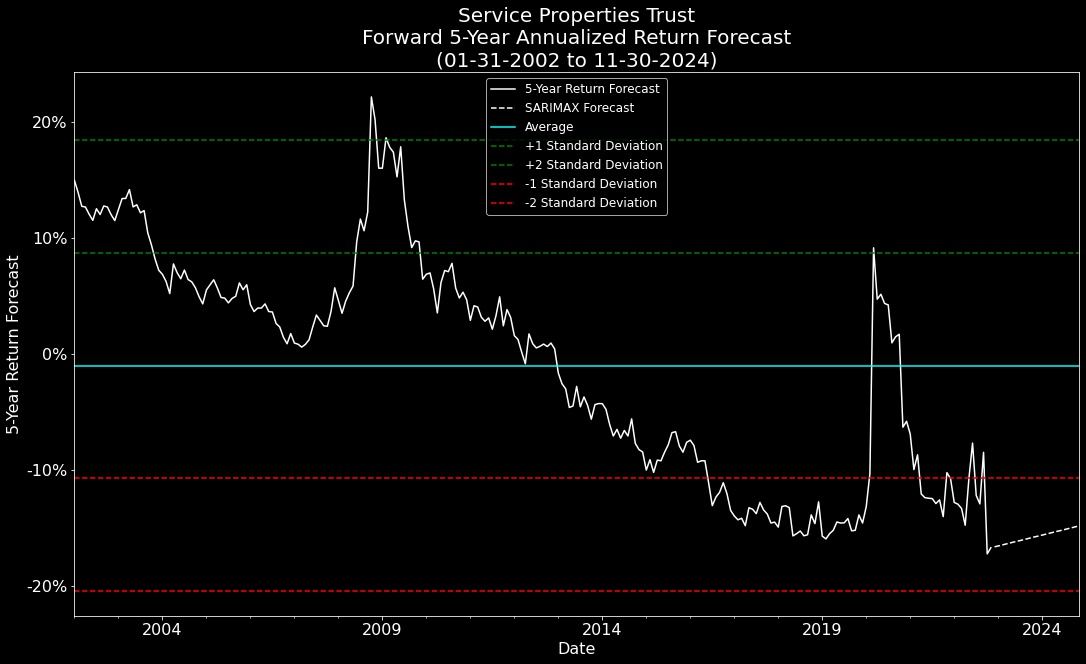 Service Properties Trust
Forward 5-Year Annualized Return Forecast
(01-31-2002 to 11-30-2024)
5-Year Return Forecast
SARIMAX Forecast
Average
+1 Standard Deviation
+2 Standard Deviation
-1 Standard Deviation
-2 Standard Deviation
5-Year Return Forecast
20%
10%
0%
-10%
-20%
2004
2009
2014
2019
2024
Date